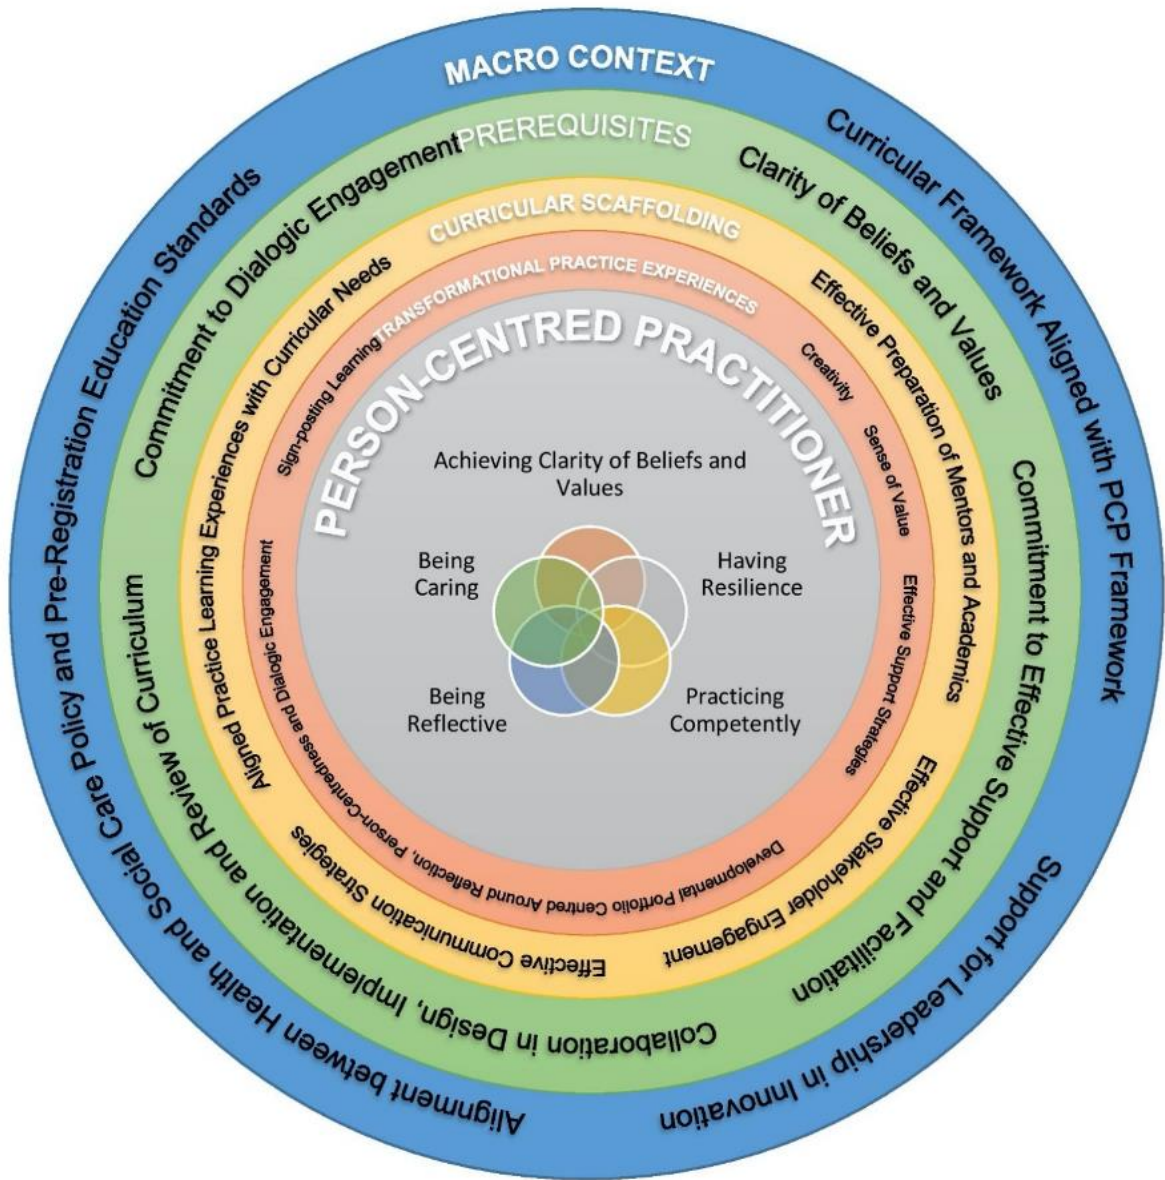 MACRO CONTEXT
Curricular Framework Aligned with PCP Framework
Support for Leadership in Innovation
Alignment between Health and Social Care Policy and Pre-Registration Education Standards
PREREQUISITES
Clarity of Beliefs and Values
Commitment to Effective Support and Facilitation
Collaboration in Design, Implementation and Review of Curriculum
Commitment to Dialogic Engagement
CURRICULAR SCAFFOLDING
Effective Preparation of Mentors and Academics
Effective Stakeholder Engagement
Effective Communication Strategies
Aligned Practice Learning Experiences with Curricular Needs
TRANSFORMATIONAL PRACTICE EXPERIENCES
Creativity
Sense of Value
Effective Support Strategies
Developmental Portfolio Centred Around Reflection, Person-Centredness and Dialogic Engagement
Sign-posting Learning
PERSON-CENTRED PRACTITIONER
Achieving Clarity of Beliefs and
Values
Having
Resilience
Practicing
Competently
Being
Reflective
Being
Caring